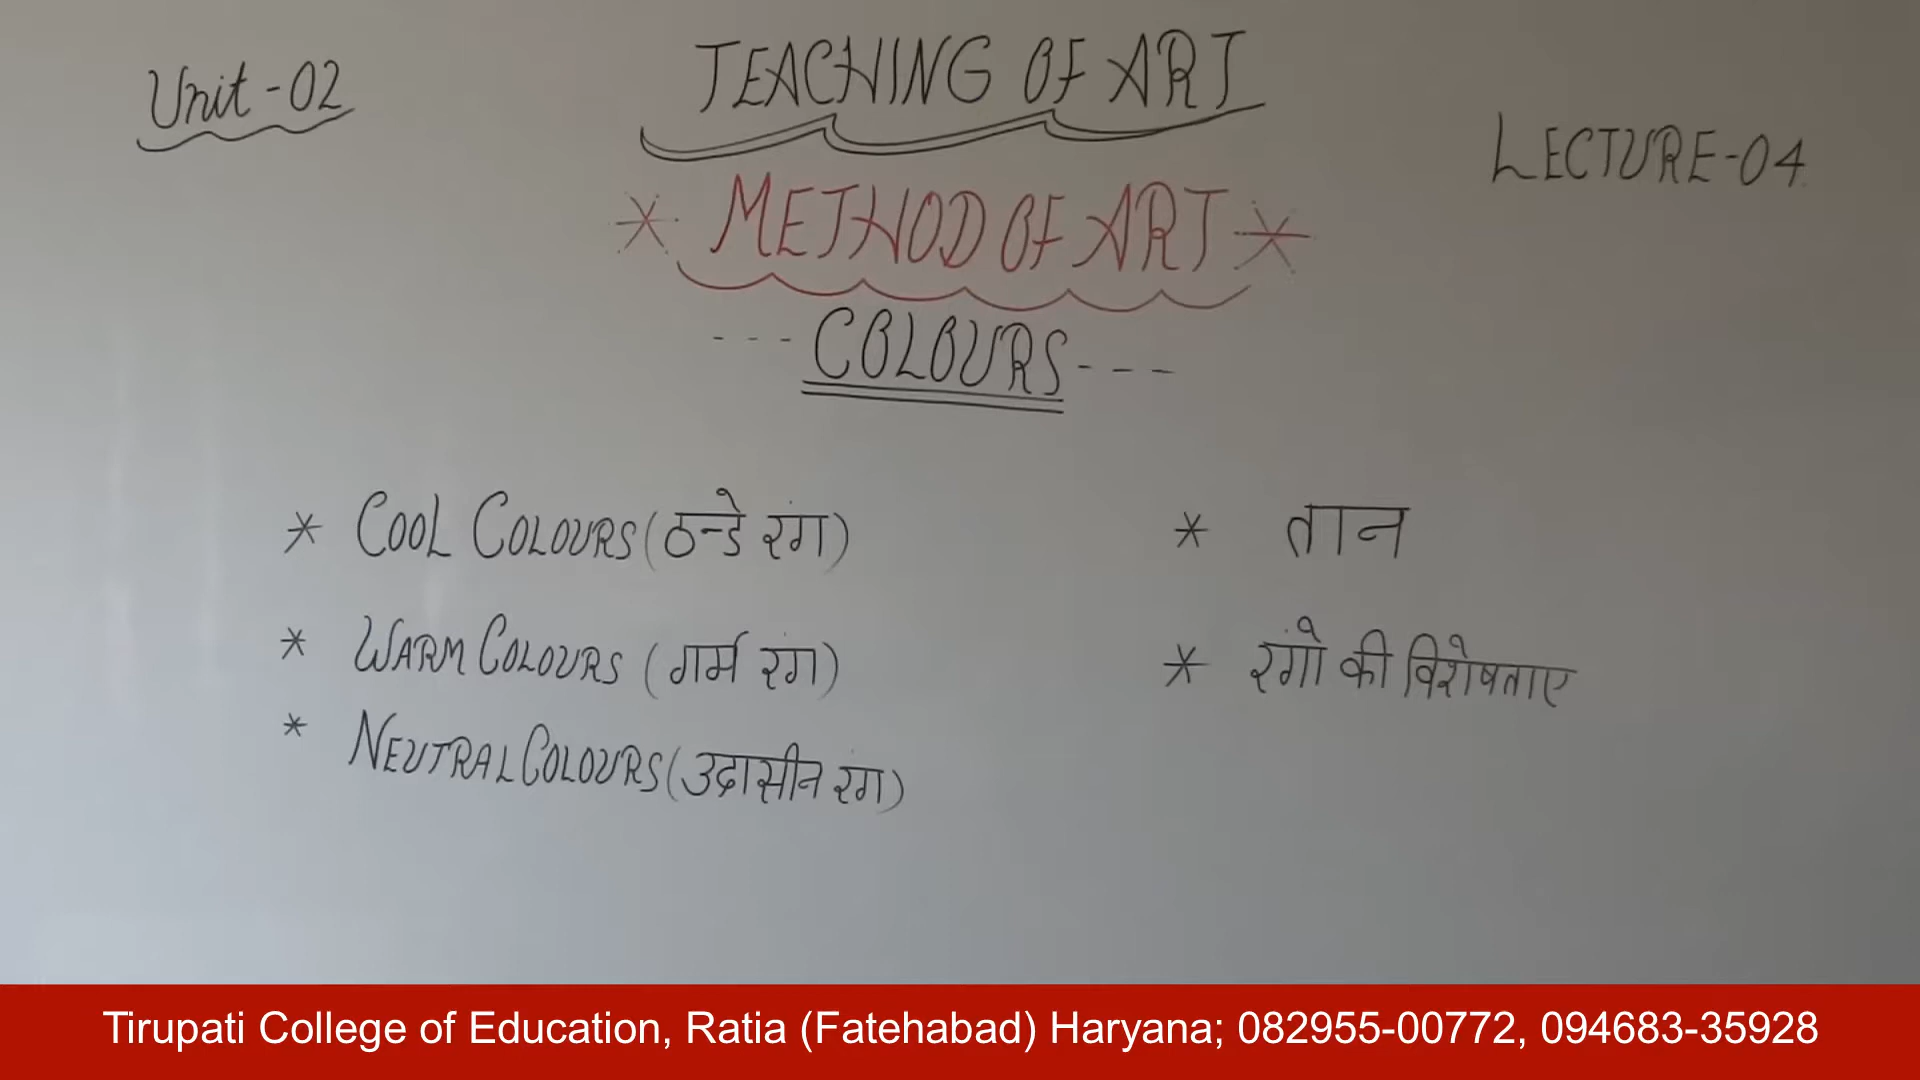 Unit-02
TEACHING OF ART
LECTURE-04
* METHOD OF ART *
--- COLOURS ---
* COOL COLOURS (ठन्डे रंग)
* WARM COLOURS (गर्म रंग)
* NEUTRAL COLOURS (उदासीन रंग)
* तान
* रंगो की विशेषताए
Tirupati College of Education, Ratia (Fatehabad) Haryana; 082955-00772, 094683-35928